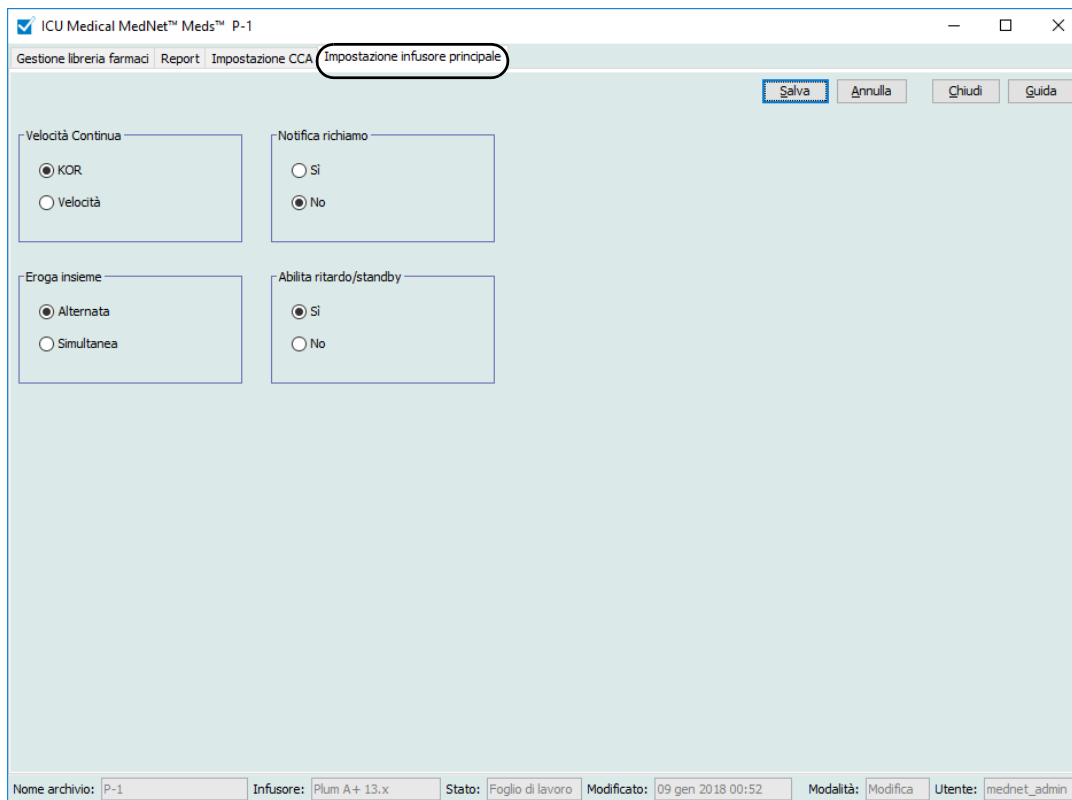 ICU Medical MedNet™ Meds™ P-1
Gestione libreria farmaci Report Impostazione CCA Impostazione infusore principale
Salva Annulla Chiudi Guida
Velocità Continua Notifica richiamo
KOR Sì
Velocità No
Eroga insieme Abilita ritardo/standby
Alternata Sì
Simultanea No
Nome archivio: P-1 Infusore: Plum A+ 13.x Stato: Foglio di lavoro Modificato: 09 gen 2018 00:52 Modalità: Modifica Utente: mednet_admin